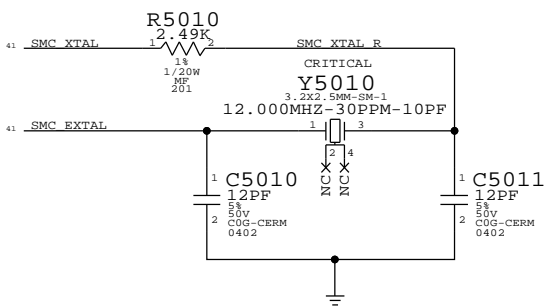 R5010
2.49K
41 SMC_XTAL 1 2 SMC_XTAL_R
1%
1/20W
MF
201
CRITICAL
Y5010
3.2X2.5MM-SM-1
12.000MHZ-30PPM-10PF
41 SMC_EXTAL 1 3
2 4
NC
NC
1 C5010
12PF
5%
50V
2 C0G-CERM
0402
1 C5011
12PF
5%
50V
2 C0G-CERM
0402